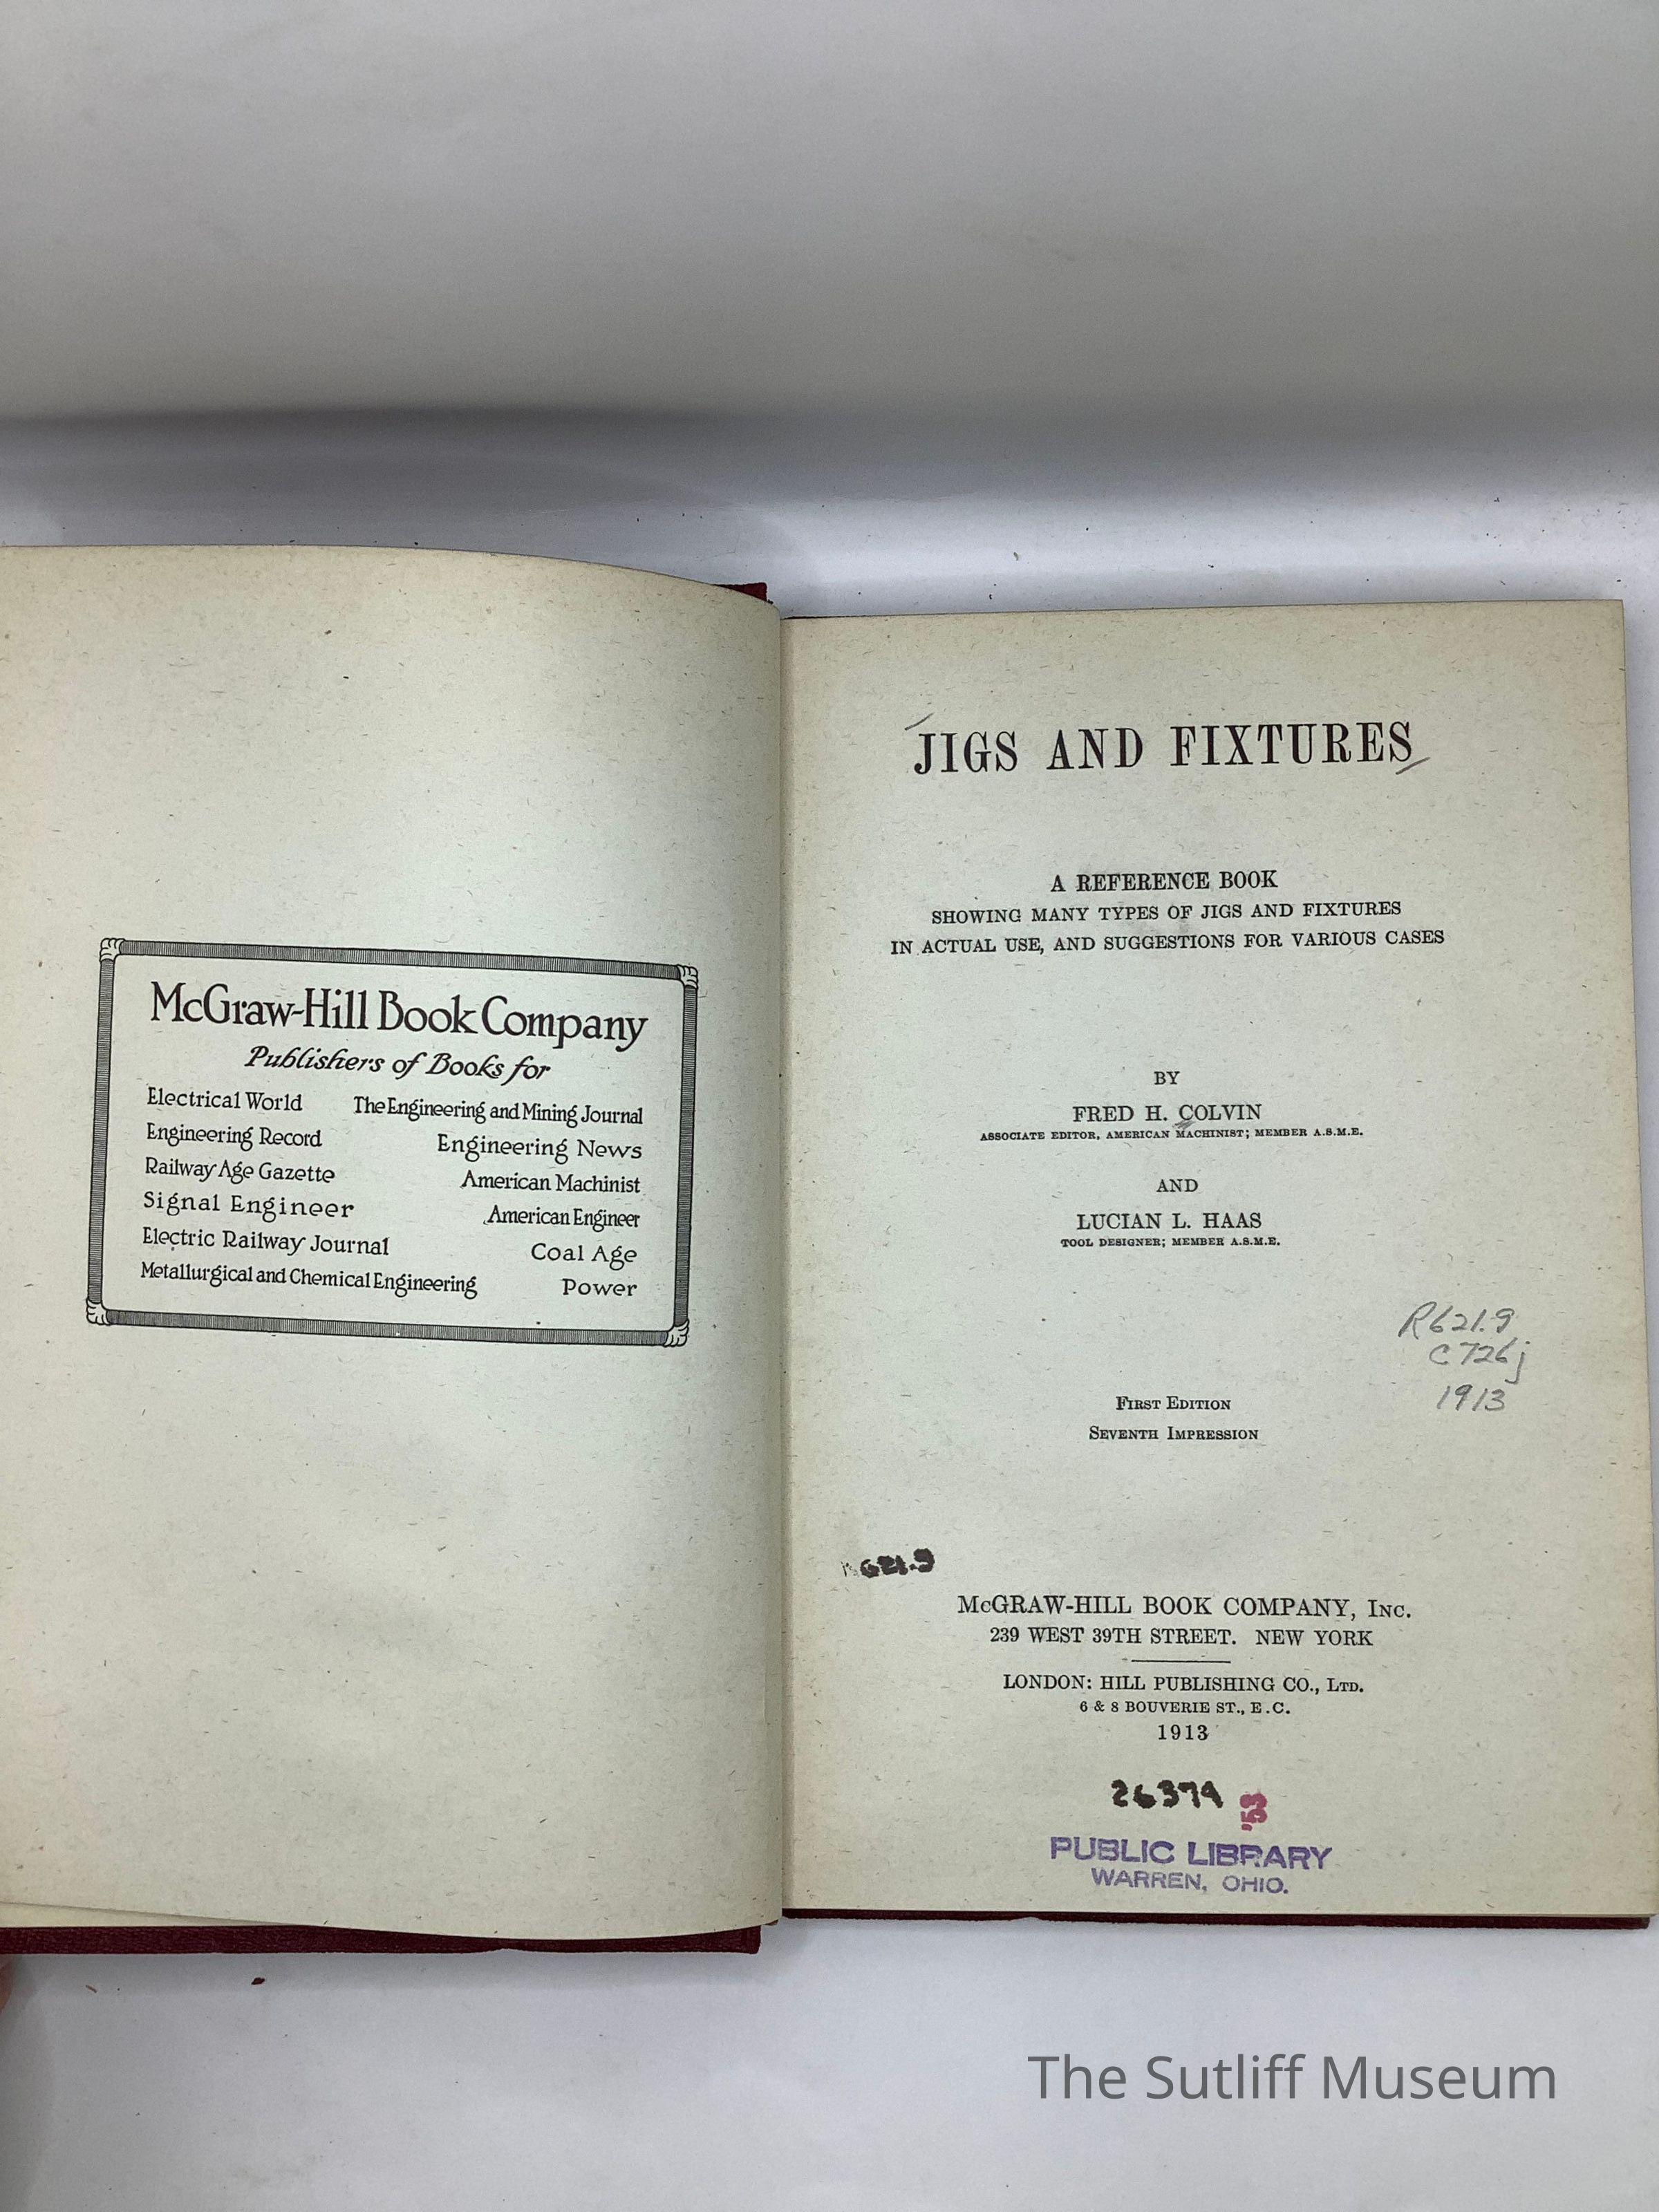 McGraw-Hill Book Company
Publishers of Books for
Electrical World The Engineering and Mining Journal
Engineering Record Engineering News
Railway Age Gazette American Machinist
Signal Engineer American Engineer
Electric Railway Journal Coal Age
Metallurgical and Chemical Engineering Power
JIGS AND FIXTURES
A REFERENCE BOOK
SHOWING MANY TYPES OF JIGS AND FIXTURES
IN ACTUAL USE, AND SUGGESTIONS FOR VARIOUS CASES
BY
FRED H. COLVIN
ASSOCIATE EDITOR, AMERICAN MACHINIST; MEMBER A.S.M.E.
AND
LUCIAN L. HAAS
TOOL DESIGNER; MEMBER A.S.M.E.
R621.9
C726j
1913
FIRST EDITION
SEVENTH IMPRESSION
621.9
McGRAW-HILL BOOK COMPANY, INC.
239 WEST 39TH STREET. NEW YORK
LONDON: HILL PUBLISHING CO., LTD.
6 & 8 BOUVERIE ST., E.C.
1913
26379 '53
PUBLIC LIBRARY
WARREN, OHIO.
The Sutliff Museum